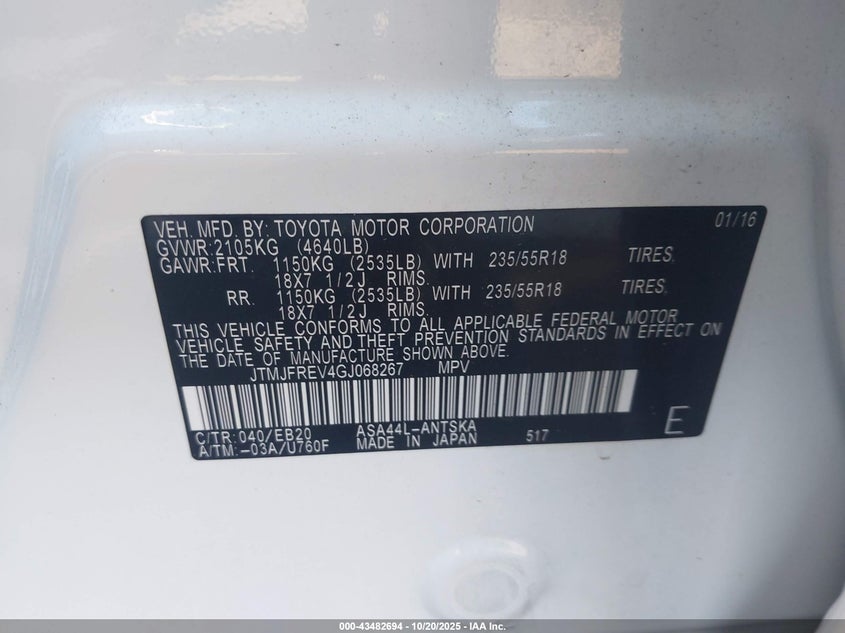 VEH. MFD. BY: TOYOTA MOTOR CORPORATION 01/16
GVWR:2105KG (4640LB)
GAWR:FRT. 1150KG (2535LB) WITH 235/55R18 TIRES,
18X7 1/2J RIMS.
RR. 1150KG (2535LB) WITH 235/55R18 TIRES,
18X7 1/2J RIMS.
THIS VEHICLE CONFORMS TO ALL APPLICABLE FEDERAL MOTOR
VEHICLE SAFETY AND THEFT PREVENTION STANDARDS IN EFFECT ON
THE DATE OF MANUFACTURE SHOWN ABOVE.
JTMJFREV4GJ068267 MPV
C/TR:040/EB20 ASA44L-ANTSKA
A/TM:-03A/U760F MADE IN JAPAN 517 E
000-43482694 - 10/20/2025 - IAA Inc.